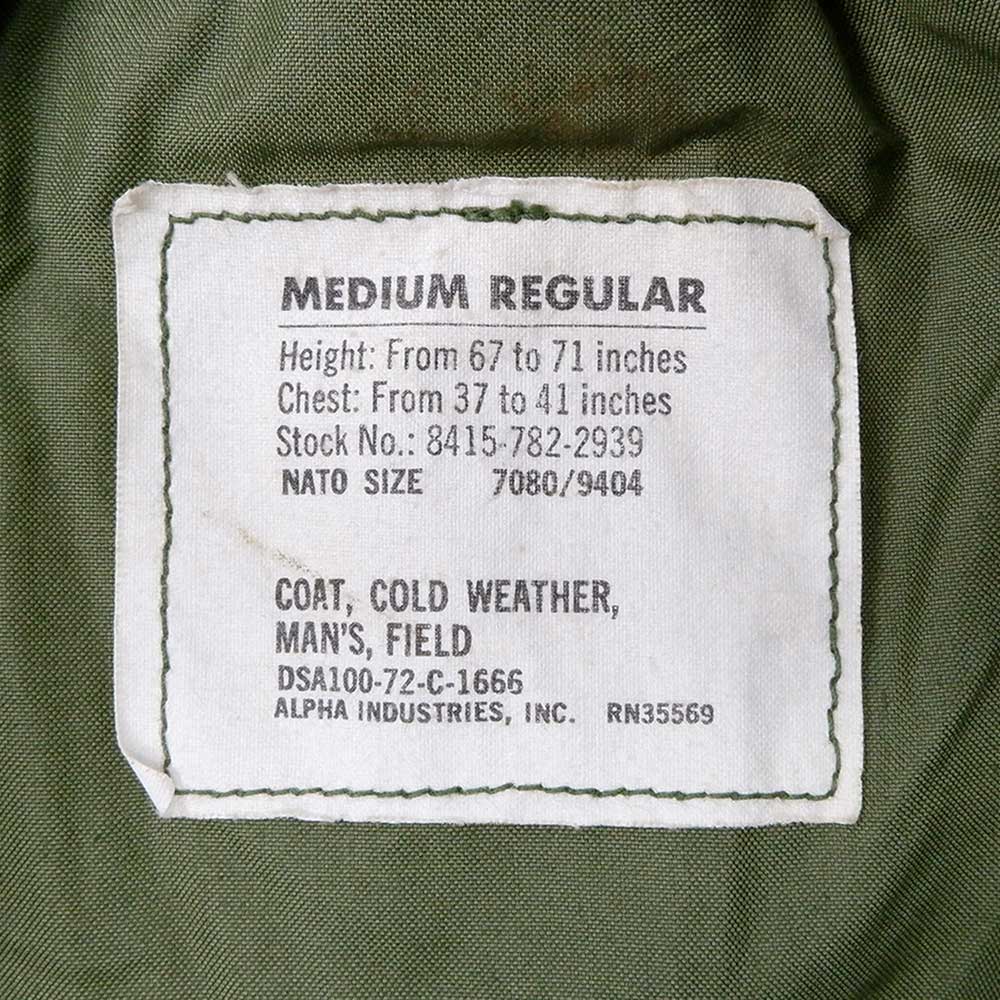 MEDIUM REGULAR
Height: From 67 to 71 inches
Chest: From 37 to 41 inches
Stock No.: 8415-782-2939
NATO SIZE 7080/9404
COAT, COLD WEATHER,
MAN'S, FIELD
DSA100-72-C-1666
ALPHA INDUSTRIES, INC. RN35569